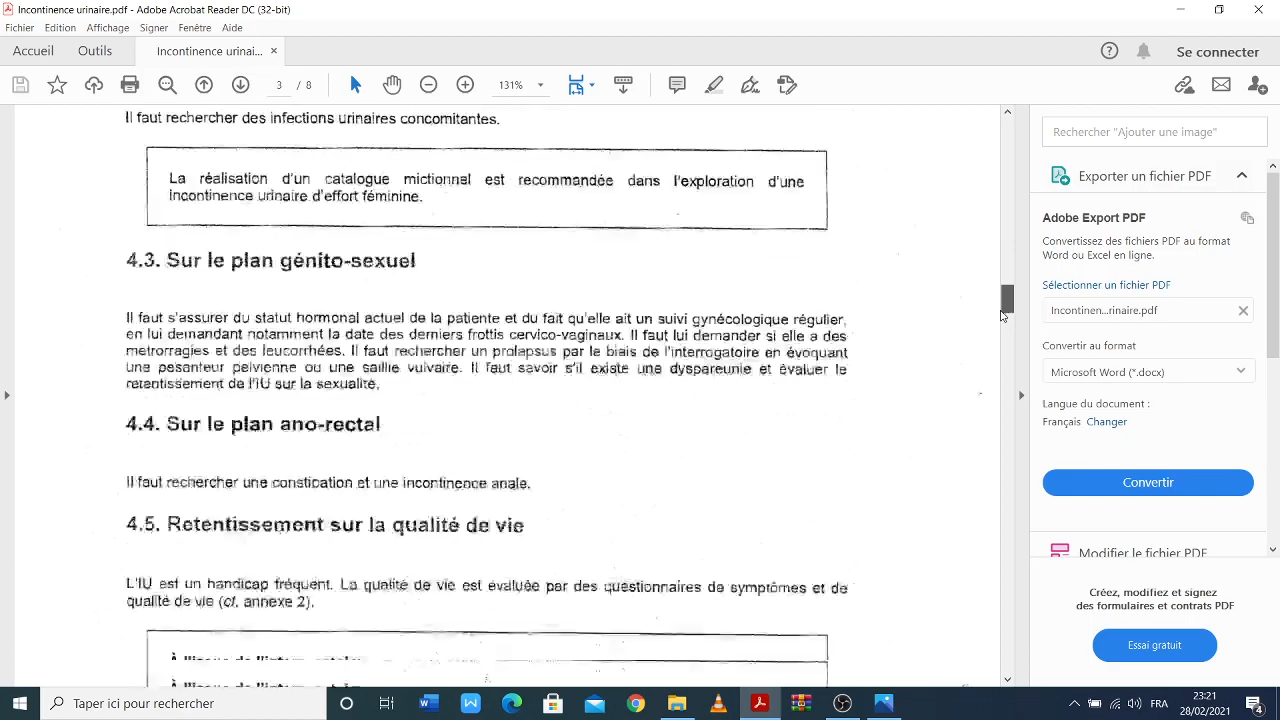 Incontinence urinaire.pdf - Adobe Acrobat Reader DC (32-bit)
Fichier Edition Affichage Signer Fenêtre Aide
Accueil Outils Incontinence urinai... × Se connecter
3 / 8 131%
Il faut rechercher des infections urinaires concomitantes.
La réalisation d'un catalogue mictionnel est recommandée dans l'exploration d'une
incontinence urinaire d'effort féminine.
4.3. Sur le plan génito-sexuel
Il faut s'assurer du statut hormonal actuel de la patiente et du fait qu'elle ait un suivi gynécologique régulier,
en lui demandant notamment la date des derniers frottis cervico-vaginaux. Il faut lui demander si elle a des
métrorragies et des leucorrhées. Il faut rechercher un prolapsus par le biais de l'interrogatoire en évoquant
une pesanteur pelvienne ou une saillie vulvaire. Il faut savoir s'il existe une dyspareunie et évaluer le
retentissement de l'IU sur la sexualité.
4.4. Sur le plan ano-rectal
Il faut rechercher une constipation et une incontinence anale.
4.5. Retentissement sur la qualité de vie
L'IU est un handicap fréquent. La qualité de vie est évaluée par des questionnaires de symptômes et de
qualité de vie (cf. annexe 2).
Rechercher "Ajouter une image"
Exporter un fichier PDF
Adobe Export PDF
Convertissez des fichiers PDF au format
Word ou Excel en ligne.
Sélectionner un fichier PDF
Incontinen...rinaire.pdf
Convertir au format
Microsoft Word (*.docx)
Langue du document :
Français Changer
Convertir
Modifier le fichier PDF
Créez, modifiez et signez
des formulaires et contrats PDF
Essai gratuit
Taper ici pour rechercher
FRA
23:21
28/02/2021
4